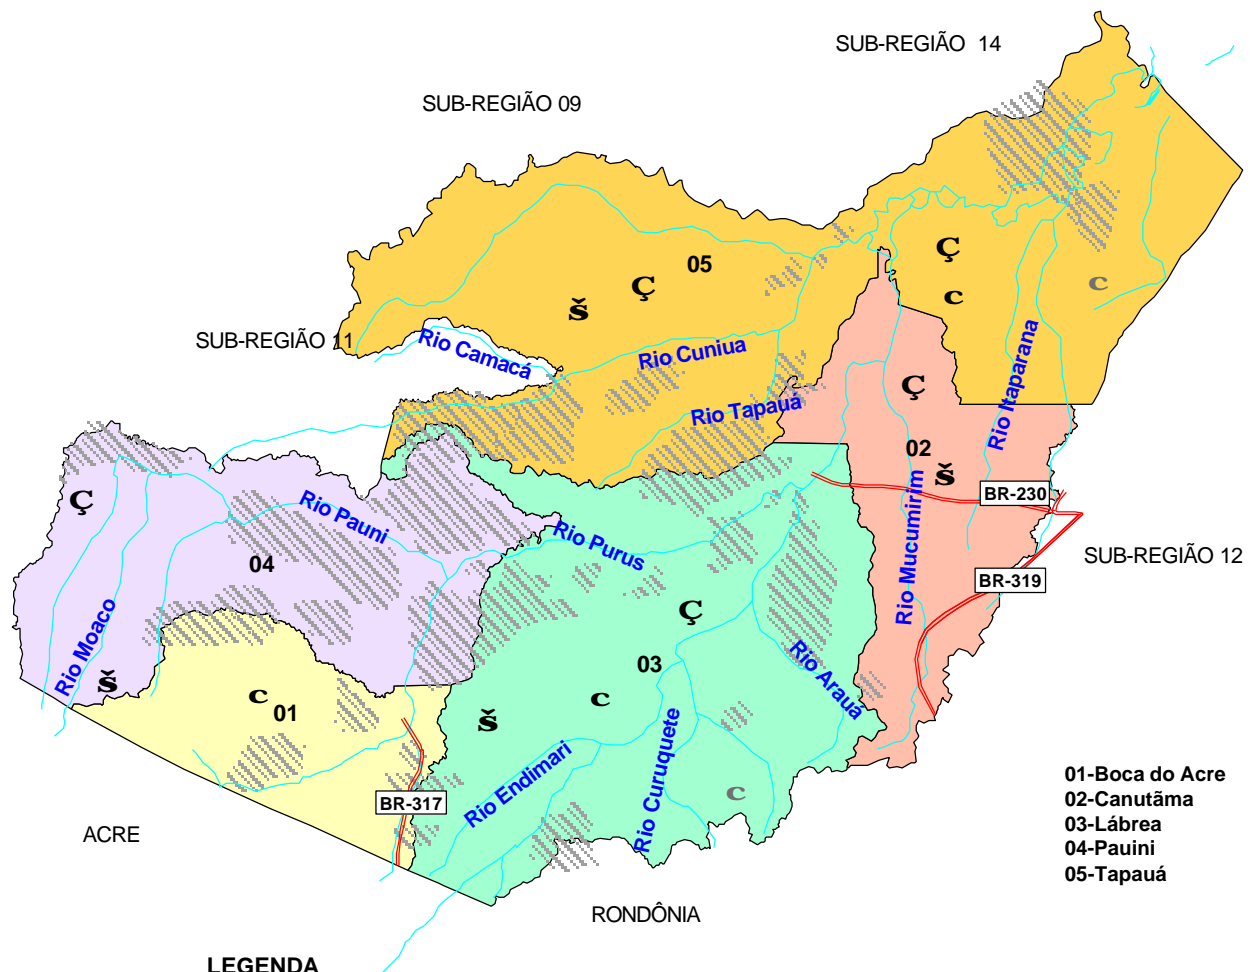 SUB-REGIÃO 14
SUB-REGIÃO 09
Ç
05
c
Ç
c
š
SUB-REGIÃO 11
Rio Camacá
Rio Cuniua
Rio Itaparana
Ç
Rio Tapauá
02
š
Ç
BR-230
Rio Pauni
Rio Purus
Rio Mucumirim
SUB-REGIÃO 12
04
BR-319
Ç
Rio Moaco
03
Rio Arauá
š
c
01
c
š
Rio Endimari
Rio Curuquete
c
BR-317
ACRE
01-Boca do Acre
02-Canutãma
03-Lábrea
04-Pauini
05-Tapauá
RONDÔNIA
LEGENDA